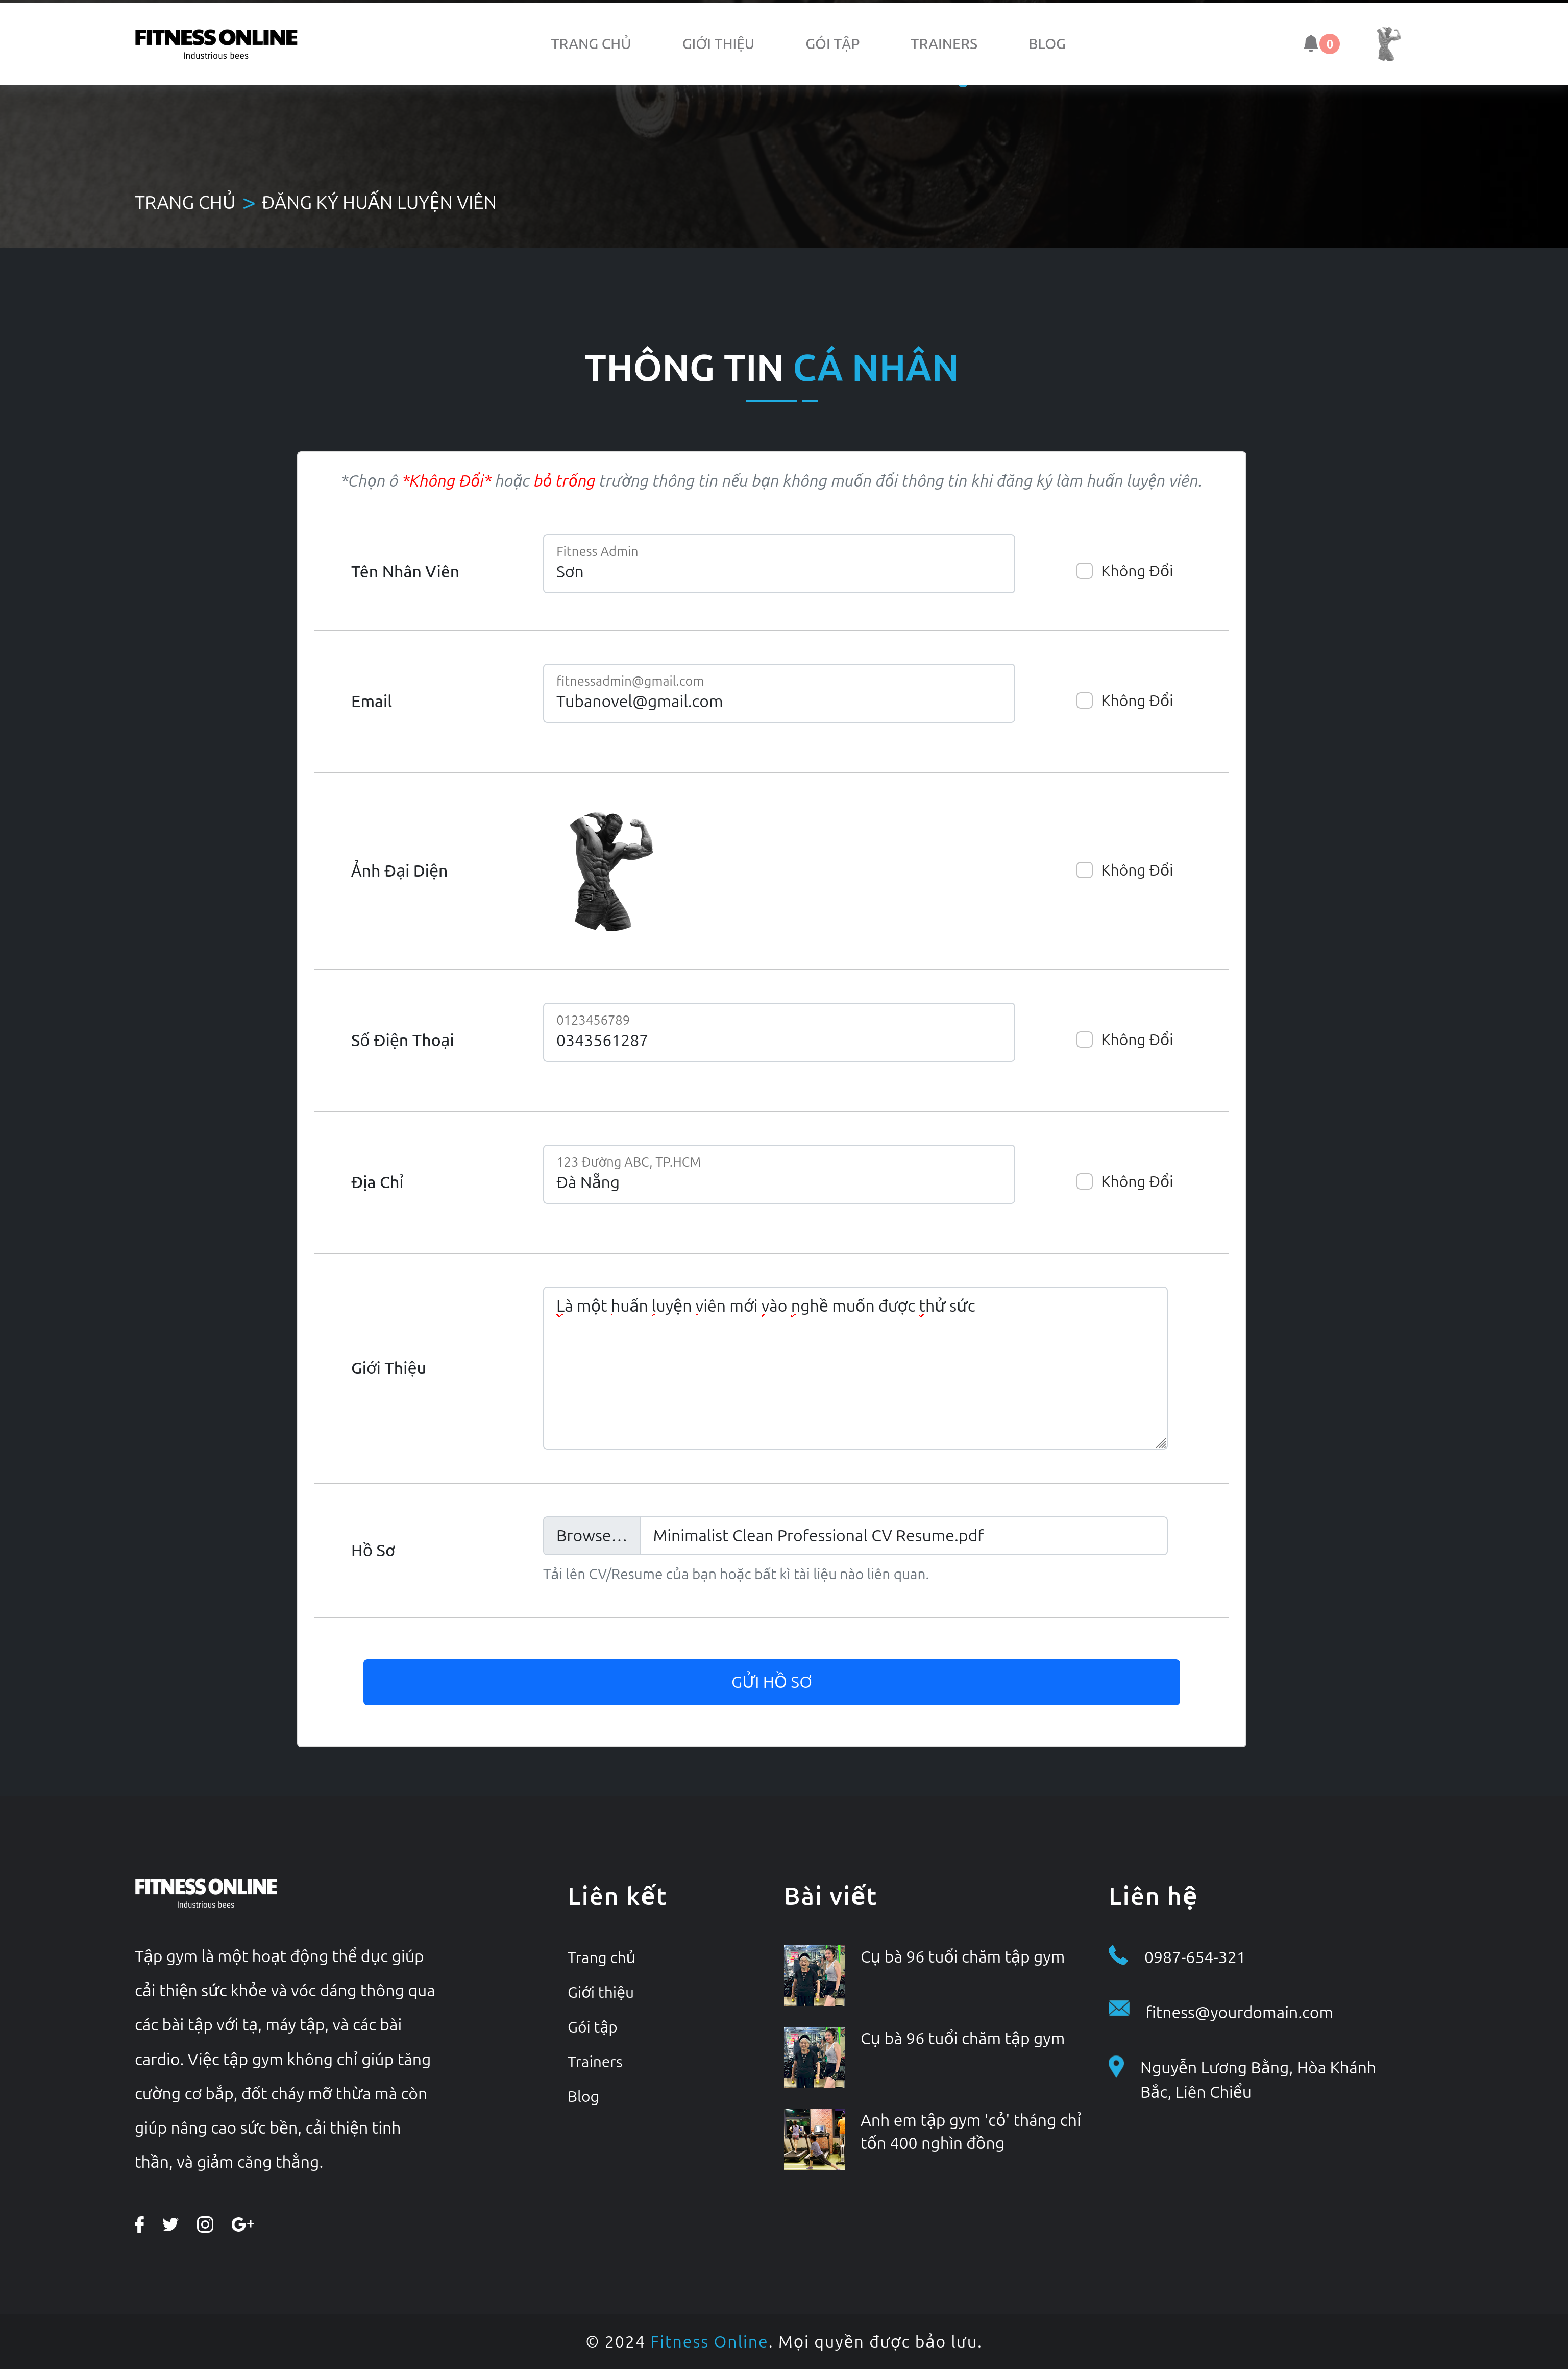 FITNESS ONLINE
Industrious bees
TRANG CHỦ
GIỚI THIỆU
GÓI TẬP
TRAINERS
BLOG
0
TRANG CHỦ > ĐĂNG KÝ HUẤN LUYỆN VIÊN
THÔNG TIN CÁ NHÂN
*Chọn ô *Không Đổi* hoặc bỏ trống trường thông tin nếu bạn không muốn đổi thông tin khi đăng ký làm huấn luyện viên.
Tên Nhân Viên
Fitness Admin
Sơn
Không Đổi
Email
fitnessadmin@gmail.com
Tubanovel@gmail.com
Không Đổi
Ảnh Đại Diện
Không Đổi
Số Điện Thoại
0123456789
0343561287
Không Đổi
Địa Chỉ
123 Đường ABC, TP.HCM
Đà Nẵng
Không Đổi
Giới Thiệu
Là một huấn luyện viên mới vào nghề muốn được thử sức
Hồ Sơ
Browse... Minimalist Clean Professional CV Resume.pdf
Tải lên CV/Resume của bạn hoặc bất kì tài liệu nào liên quan.
GỬI HỒ SƠ
FITNESS ONLINE
Industrious bees
Tập gym là một hoạt động thể dục giúp
cải thiện sức khỏe và vóc dáng thông qua
các bài tập với tạ, máy tập, và các bài
cardio. Việc tập gym không chỉ giúp tăng
cường cơ bắp, đốt cháy mỡ thừa mà còn
giúp nâng cao sức bền, cải thiện tinh
thần, và giảm căng thẳng.
G+
Liên kết
Trang chủ
Giới thiệu
Gói tập
Trainers
Blog
Bài viết
Cụ bà 96 tuổi chăm tập gym
Cụ bà 96 tuổi chăm tập gym
Anh em tập gym 'cỏ' tháng chỉ
tốn 400 nghìn đồng
Liên hệ
0987-654-321
fitness@yourdomain.com
Nguyễn Lương Bằng, Hòa Khánh
Bắc, Liên Chiểu
© 2024 Fitness Online. Mọi quyền được bảo lưu.